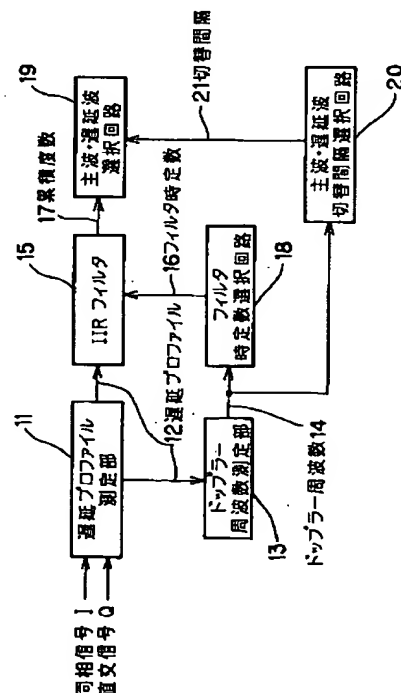 同相信号 I
直交信号 Q
11
遅延プロファイル
測定部
12遅延プロファイル
15
IIRフィルタ
17累積度数
19
主波・遅延波
選択回路
16フィルタ時定数
13
ドップラー
周波数測定部
ドップラー周波数14
18
フィルタ
時定数選択回路
21切替間隔
20
主波・遅延波
切替間隔選択回路